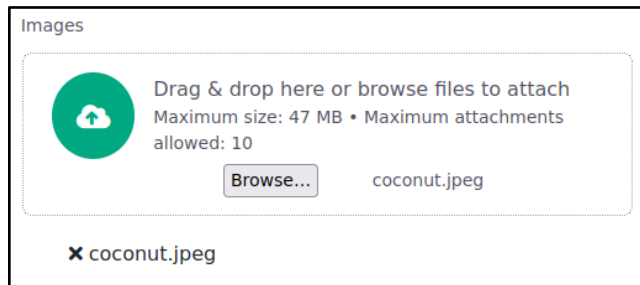 Images
Drag & drop here or browse files to attach
Maximum size: 47 MB • Maximum attachments
allowed: 10
Browse... coconut.jpeg
✖ coconut.jpeg